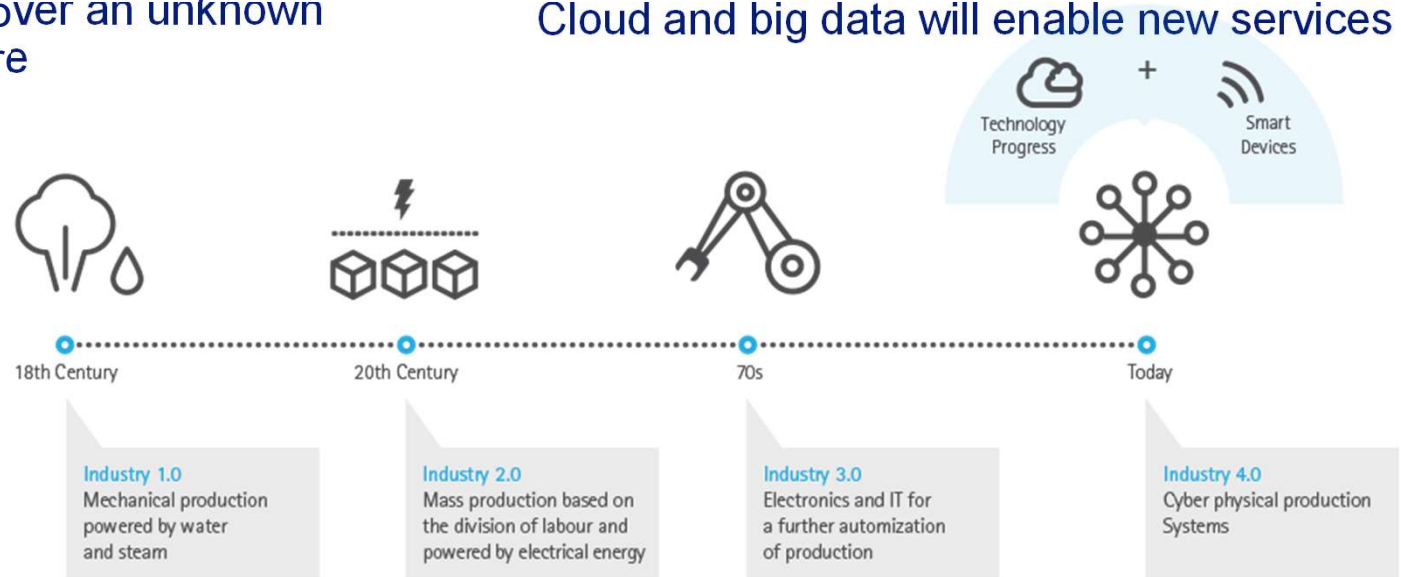 over an unknown
re
Cloud and big data will enable new services
+
Technology
Progress
Smart
Devices
18th Century
20th Century
70s
Today
Industry 1.0
Mechanical production
powered by water
and steam
Industry 2.0
Mass production based on
the division of labour and
powered by electrical energy
Industry 3.0
Electronics and IT for
a further automization
of production
Industry 4.0
Cyber physical production
Systems